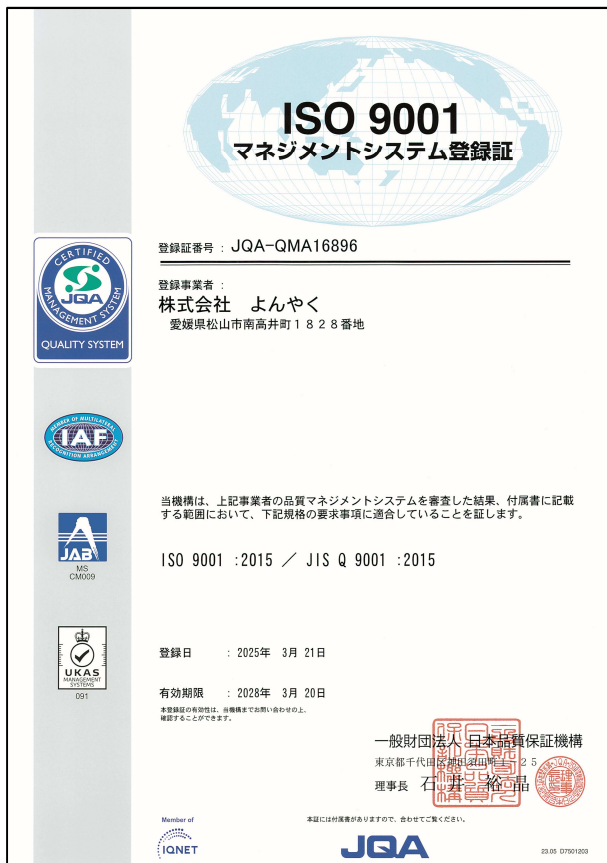 ISO 9001
マネジメントシステム登録証
登録証番号 : JQA-QMA16896
登録事業者 :
株式会社 よんやく
愛媛県松山市南高井町1828番地
CERTIFIED
JQA
MANAGEMENT SYSTEM
QUALITY SYSTEM
MEMBER OF MULTILATERAL
IAF
RECOGNITION ARRANGEMENT
当機構は、上記事業者の品質マネジメントシステムを審査した結果、付属書に記載
する範囲において、下記規格の要求事項に適合していることを証します。
JAB
MS
CM009
ISO 9001 :2015 / JIS Q 9001 :2015
UKAS
MANAGEMENT
SYSTEMS
091
登録日 : 2025年 3月 21日
有効期限 : 2028年 3月 20日
本登録証の有効性は、当機構までお問い合わせの上、
確認することができます。
一般財団法人 日本品質保証機構
東京都千代田区神田須田町1-25
理事長 石井 裕晶
Member of
IQNET
本証には付属書がありますので、合わせてご覧ください。
JQA
23.05 D7501203